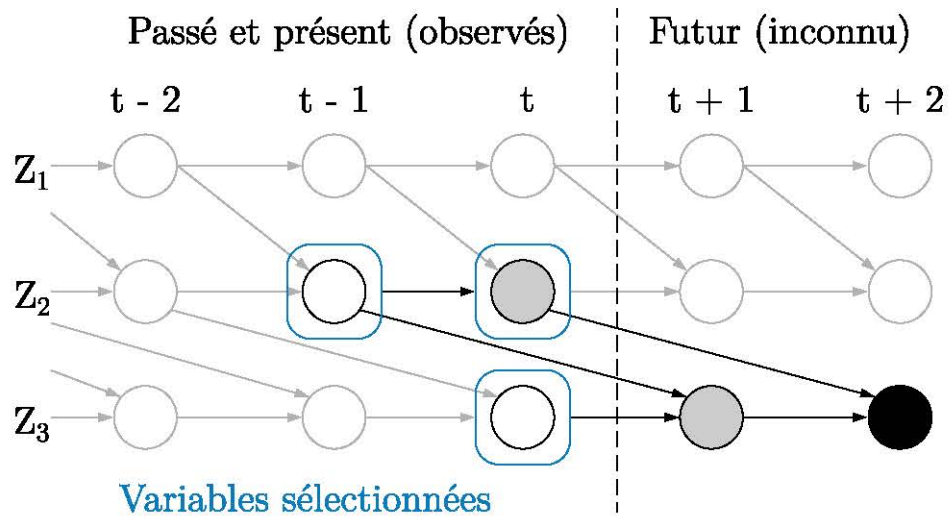 Passé et présent (observés) Futur (inconnu)
t - 2 t - 1 t t + 1 t + 2
Z1
Z2
Z3
Variables sélectionnées